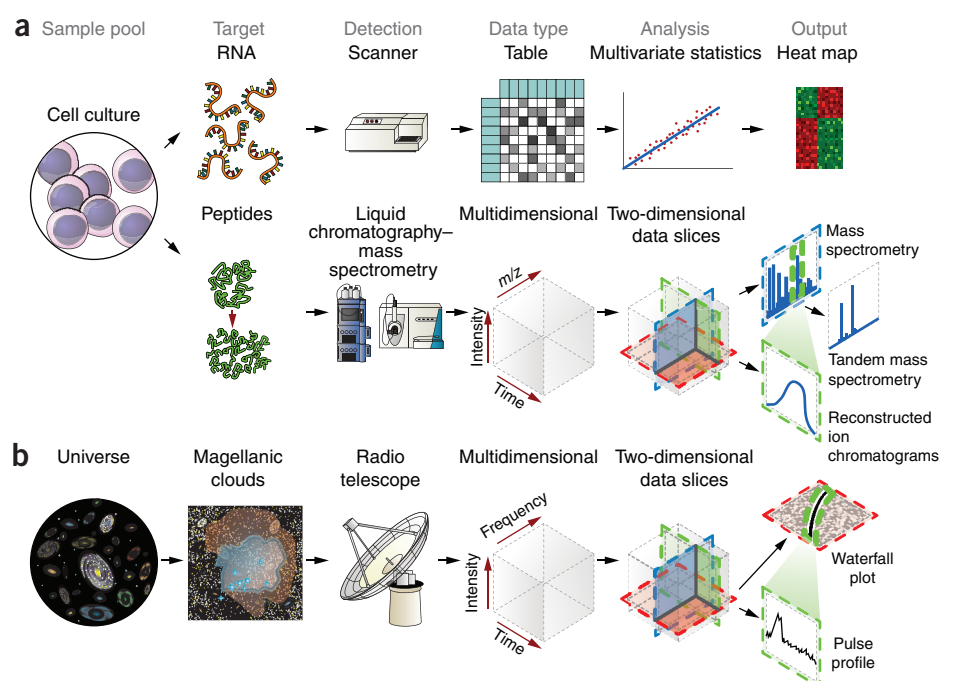 a
Sample pool
Target
Detection
Data type
Analysis
Output
RNA
Scanner
Table
Multivariate statistics
Heat map
Cell culture
Peptides
Liquid
chromatography–
mass
spectrometry
Multidimensional
Two-dimensional
data slices
m/z
Intensity
Time
Mass
spectrometry
Tandem mass
spectrometry
Reconstructed
ion
chromatograms
b
Universe
Magellanic
clouds
Radio
telescope
Multidimensional
Two-dimensional
data slices
Frequency
Intensity
Time
Waterfall
plot
Pulse
profile